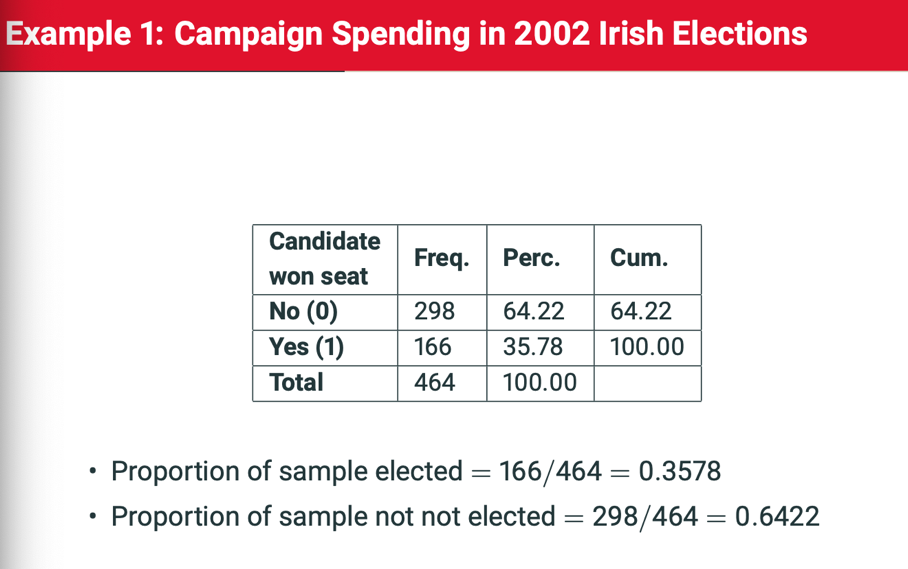 Example 1: Campaign Spending in 2002 Irish Elections
Candidate won seat Freq. Perc. Cum.
No (0) 298 64.22 64.22
Yes (1) 166 35.78 100.00
Total 464 100.00
• Proportion of sample elected = 166/464 = 0.3578
• Proportion of sample not not elected = 298/464 = 0.6422